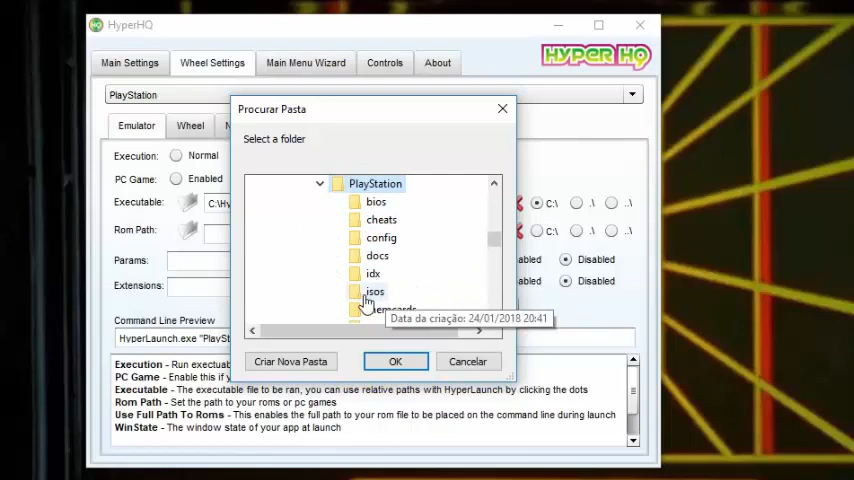 HyperHQ
Main Settings
Wheel Settings
Main Menu Wizard
Controls
About
HYPER HQ
PlayStation
Procurar Pasta
Select a folder
Emulator
Wheel
N
Execution:
Normal
PC Game:
Enabled
Executable:
C:\Hy
C:\
.\
..\
Rom Path:
C:\
.\
..\
Params:
abled
Disabled
Extensions:
abled
Disabled
PlayStation
bios
cheats
config
docs
idx
isos
memcards
Data da criação: 24/01/2018 20:41
Command Line Preview
HyperLaunch.exe "PlaySt
Criar Nova Pasta
OK
Cancelar
Execution - Run exectuab
PC Game - Enable this if y
Executable - The executable file to be ran, you can use relative paths with HyperLaunch by clicking the dots
Rom Path - Set the path to your roms or pc games
Use Full Path To Roms - This enables the full path to your rom file to be placed on the command line during launch
WinState - The window state of your app at launch